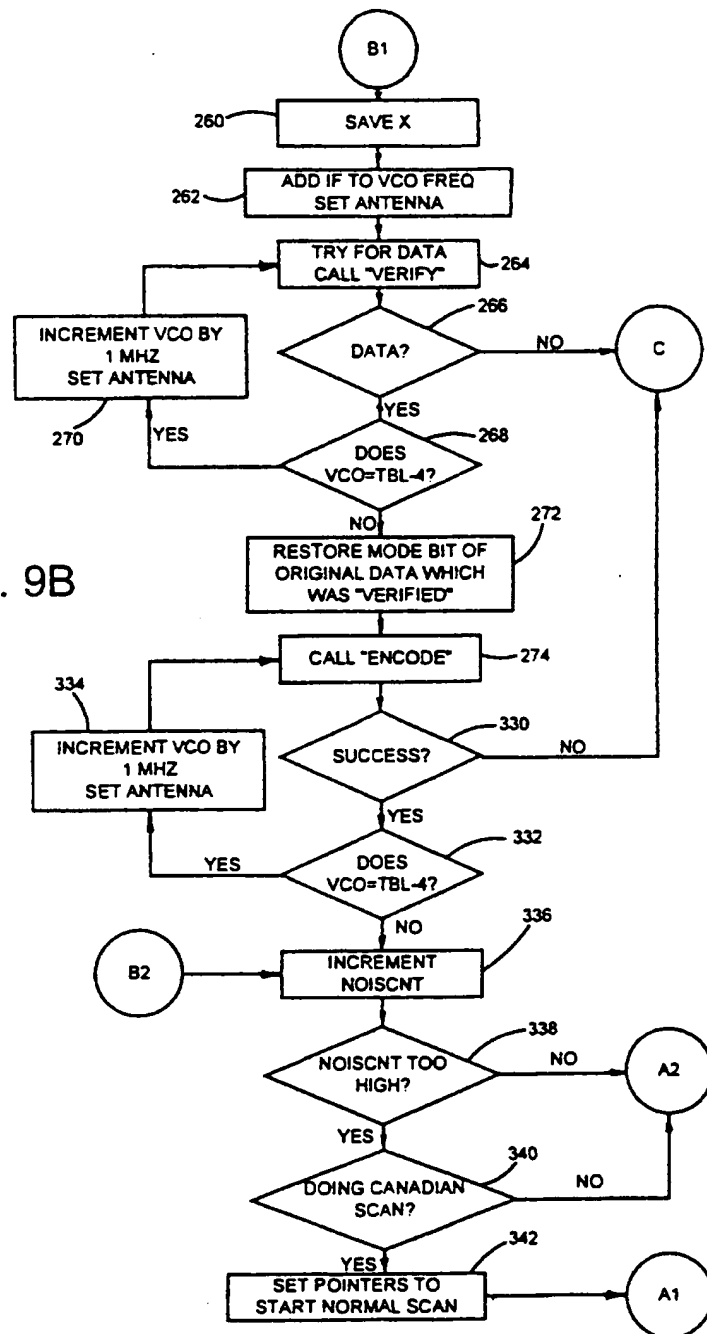 B1
260
SAVE X
262
ADD IF TO VCO FREQ
SET ANTENNA
TRY FOR DATA
CALL "VERIFY"
264
266
INCREMENT VCO BY
1 MHZ
SET ANTENNA
DATA?
NO
C
270
YES
YES
268
DOES
VCO=TBL-4?
NO
272
. 9B
RESTORE MODE BIT OF
ORIGINAL DATA WHICH
WAS "VERIFIED"
CALL "ENCODE"
274
334
330
INCREMENT VCO BY
1 MHZ
SET ANTENNA
SUCCESS?
NO
YES
332
YES
DOES
VCO=TBL-4?
NO
336
B2
INCREMENT
NOISCNT
338
NOISCNT TOO
HIGH?
NO
A2
YES
340
DOING CANADIAN
SCAN?
NO
YES
342
SET POINTERS TO
START NORMAL SCAN
A1